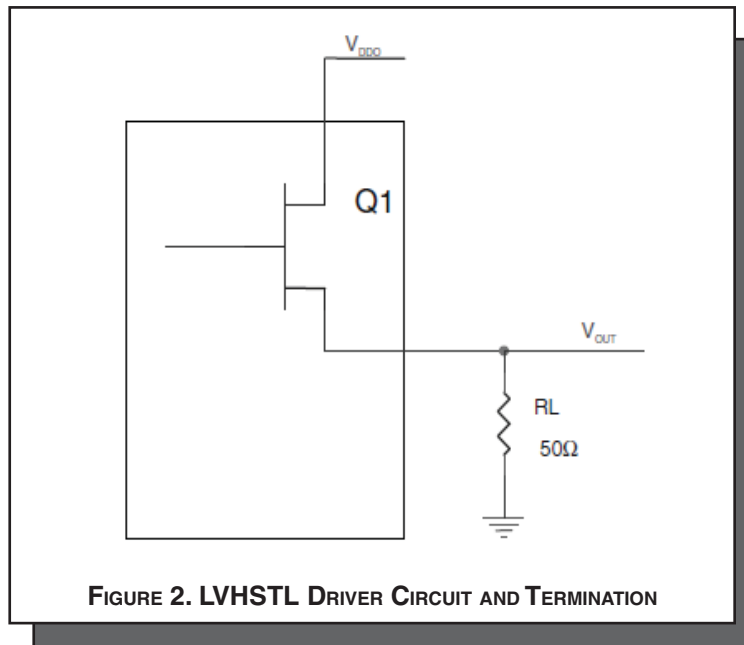 VDDO
Q1
VOUT
RL
50Ω
FIGURE 2. LVHSTL DRIVER CIRCUIT AND TERMINATION